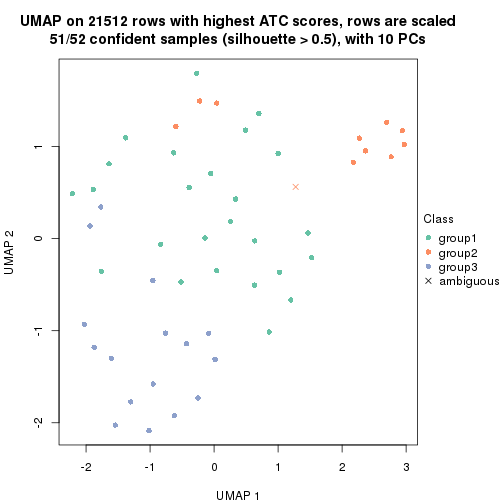 UMAP on 21512 rows with highest ATC scores, rows are scaled
51/52 confident samples (silhouette > 0.5), with 10 PCs
UMAP 2
1
0
-1
-2
-2
-1
0
1
2
3
UMAP 1
Class
group1
group2
group3
ambiguous